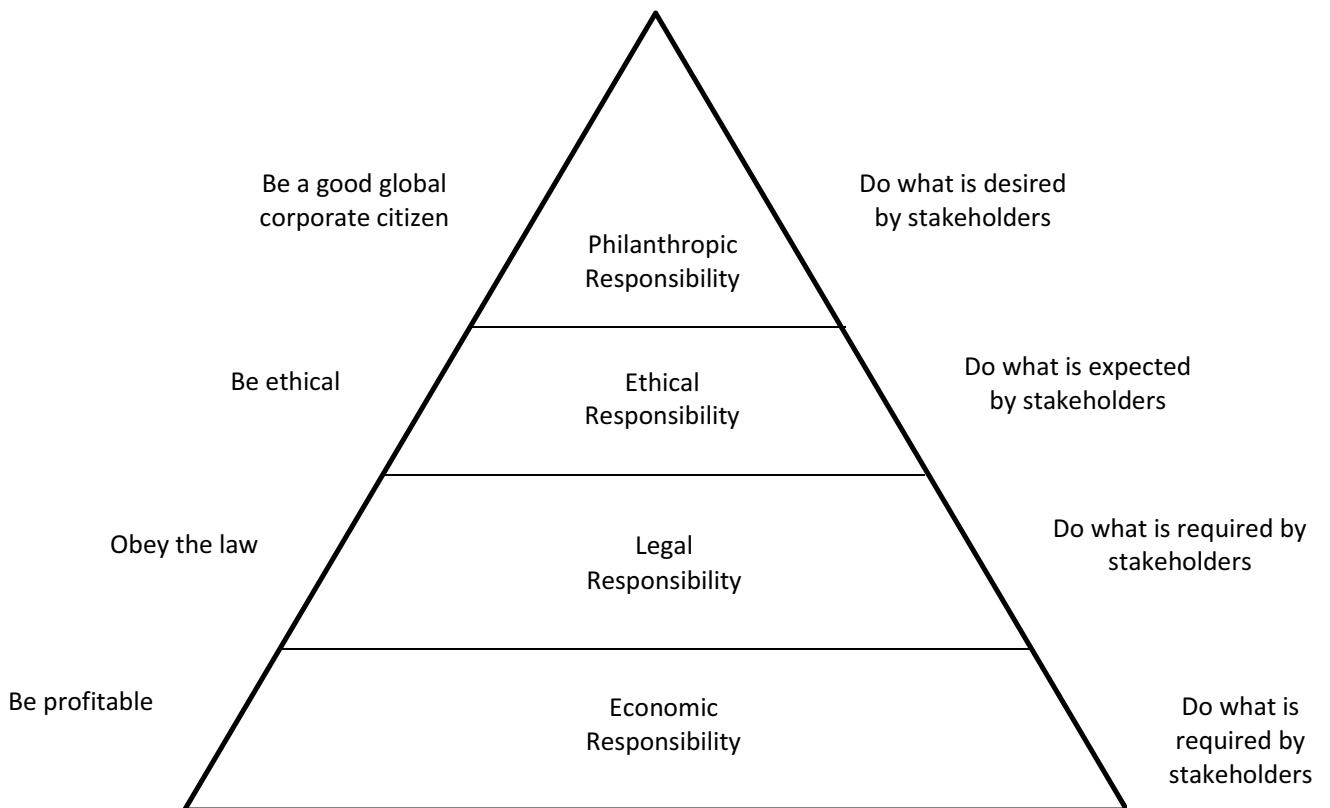 Be a good global
corporate citizen
Do what is desired
by stakeholders
Philanthropic
Responsibility
Be ethical
Ethical
Responsibility
Do what is expected
by stakeholders
Obey the law
Legal
Responsibility
Do what is required by
stakeholders
Be profitable
Economic
Responsibility
Do what is
required by
stakeholders